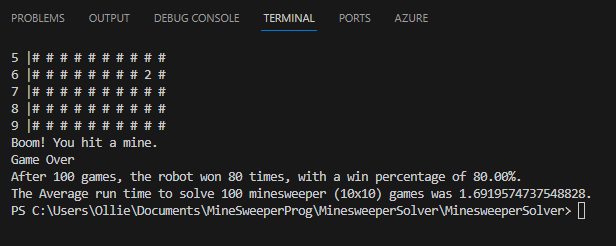 PROBLEMS OUTPUT DEBUG CONSOLE TERMINAL PORTS AZURE
5 |# # # # # # # # # #
6 |# # # # # # # # 2 #
7 |# # # # # # # # # #
8 |# # # # # # # # # #
9 |# # # # # # # # # #
Boom! You hit a mine.
Game Over
After 100 games, the robot won 80 times, with a win percentage of 80.00%.
The Average run time to solve 100 minesweeper (10x10) games was 1.6919574737548828.
PS C:\Users\Ollie\Documents\MineSweeperProg\MinesweeperSolver\MinesweeperSolver>